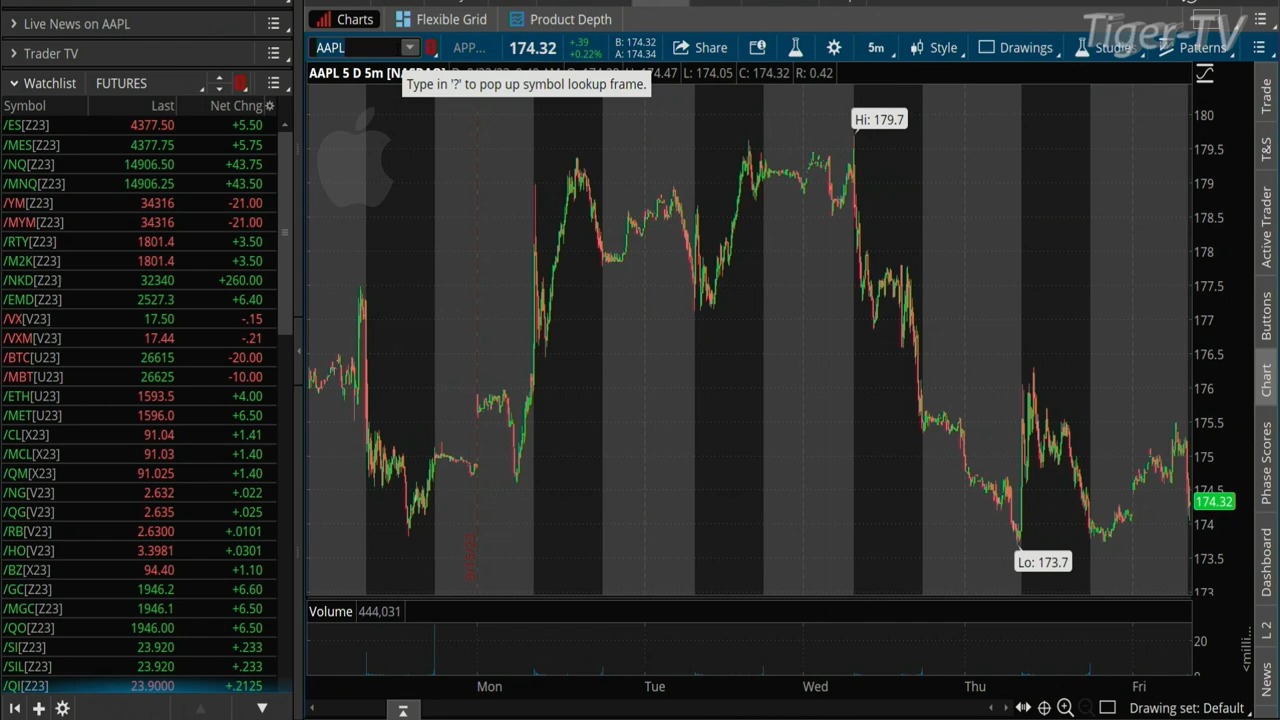 Live News on AAPL
Trader TV
Watchlist FUTURES
Symbol Last Net Chng
/ES[Z23] 4377.50 +5.50
/MES[Z23] 4377.75 +5.75
/NQ[Z23] 14906.50 +43.75
/MNQ[Z23] 14906.25 +43.50
/YM[Z23] 34316 -21.00
/MYM[Z23] 34316 -21.00
/RTY[Z23] 1801.4 +3.50
/M2K[Z23] 1801.4 +3.50
/NKD[Z23] 32340 +260.00
/EMD[Z23] 2527.3 +6.40
/VX[V23] 17.50 -.15
/VXM[V23] 17.44 -.21
/BTC[U23] 26615 -20.00
/MBT[U23] 26625 -10.00
/ETH[U23] 1593.5 +4.00
/MET[U23] 1596.0 +6.50
/CL[X23] 91.04 +1.41
/MCL[X23] 91.03 +1.40
/QM[X23] 91.025 +1.40
/NG[V23] 2.632 +.022
/QG[V23] 2.635 +.025
/RB[V23] 2.6300 +.0101
/HO[V23] 3.3981 +.0301
/BZ[X23] 94.40 +1.10
/GC[Z23] 1946.2 +6.60
/MGC[Z23] 1946.1 +6.50
/QO[Z23] 1946.00 +6.50
/SI[Z23] 23.920 +.233
/SIL[Z23] 23.920 +.233
/QI[Z23] 23.9000 +.2125
Charts Flexible Grid Product Depth
Tiger-TV
AAPL APP... 174.32 +.39 +0.22% B: 174.32 A: 174.34 Share 5m Style Drawings Studies Patterns
AAPL 5 D 5m L: 174.05 C: 174.32 R: 0.42
Type in '?' to pop up symbol lookup frame.
Hi: 179.7
Lo: 173.7
180
179.5
179
178.5
178
177.5
177
176.5
176
175.5
175
174.5
174.32
174
173.5
173
Volume 444,031
20
<milli...
Mon Tue Wed Thu Fri
Drawing set: Default
Trade
T&S
Active Trader
Buttons
Chart
Phase Scores
Dashboard
L 2
News